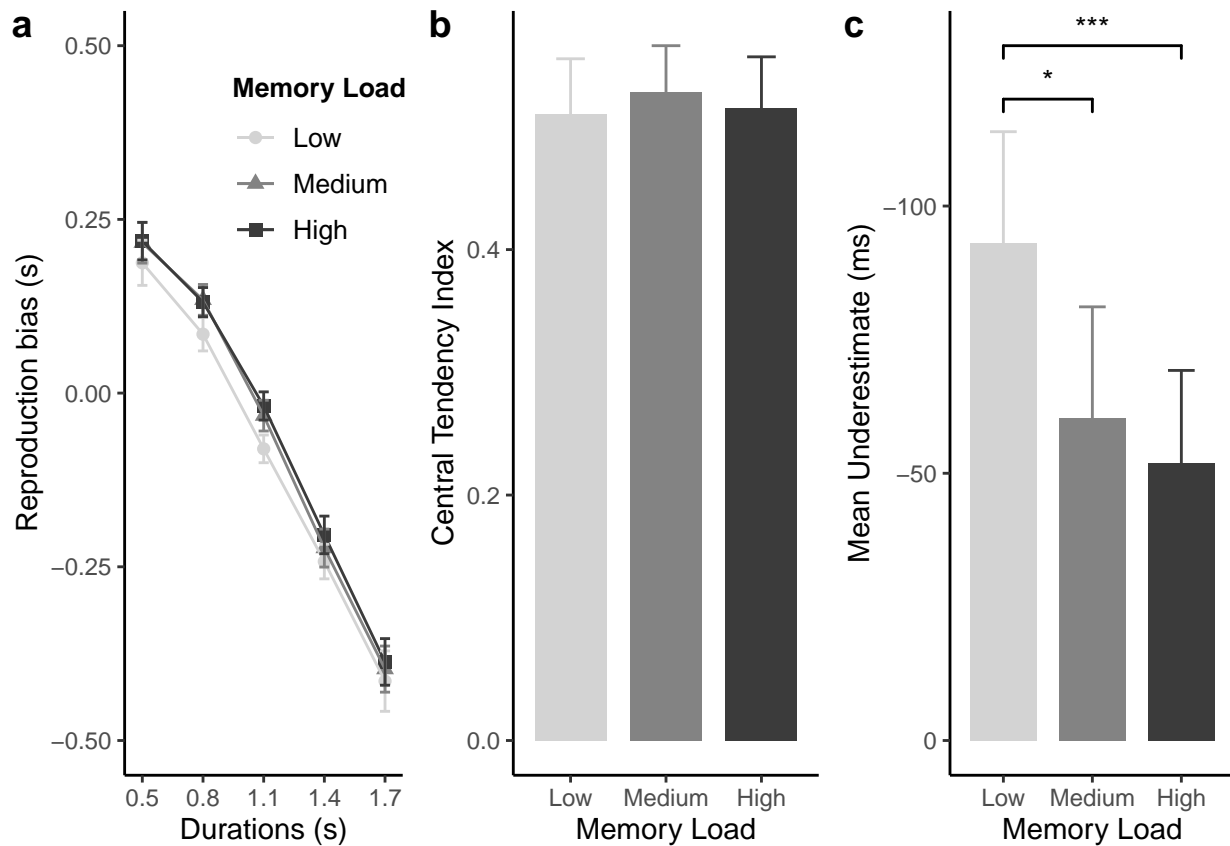 a
0.50
0.25
0.00
−0.25
−0.50
Reproduction bias (s)
Memory Load
Low
Medium
High
0.5 0.8 1.1 1.4 1.7
Durations (s)
b
0.4
0.2
0.0
Central Tendency Index
Low Medium High
Memory Load
c
***
*
−100
−50
0
Mean Underestimate (ms)
Low Medium High
Memory Load